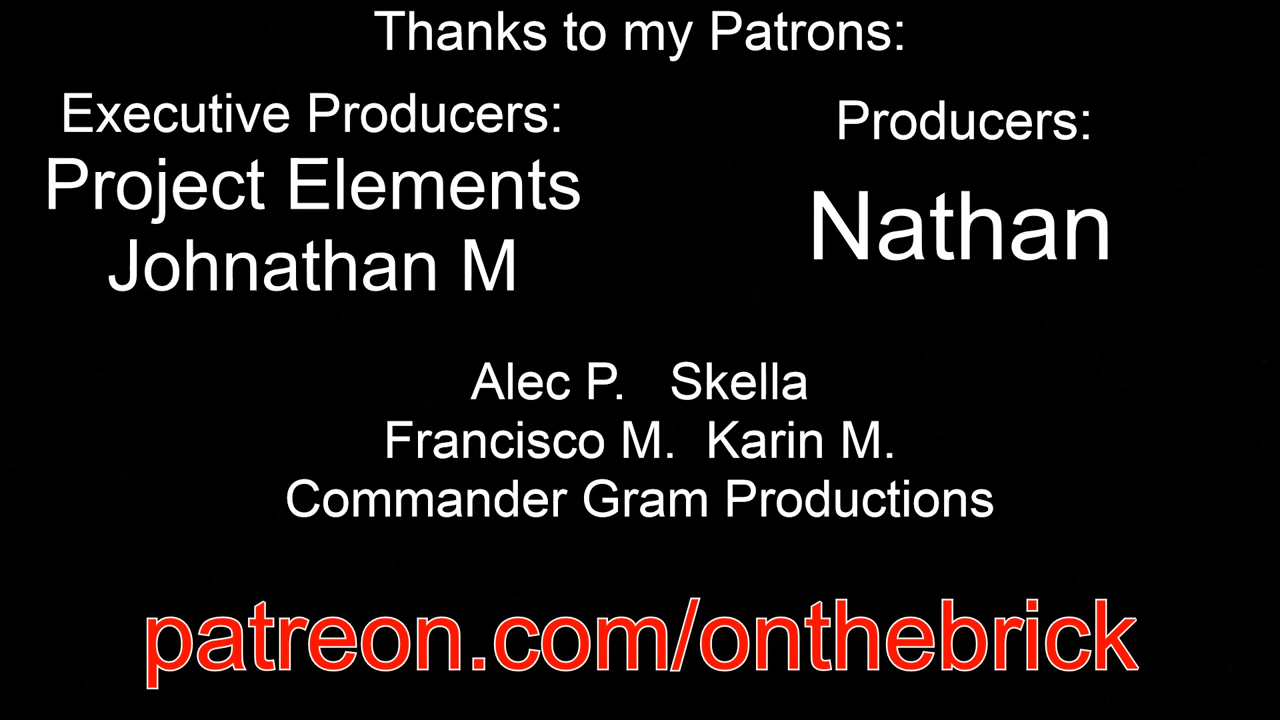 Thanks to my Patrons:
Executive Producers:
Project Elements
Johnathan M
Producers:
Nathan
Alec P. Skella
Francisco M. Karin M.
Commander Gram Productions
patreon.com/onthebrick